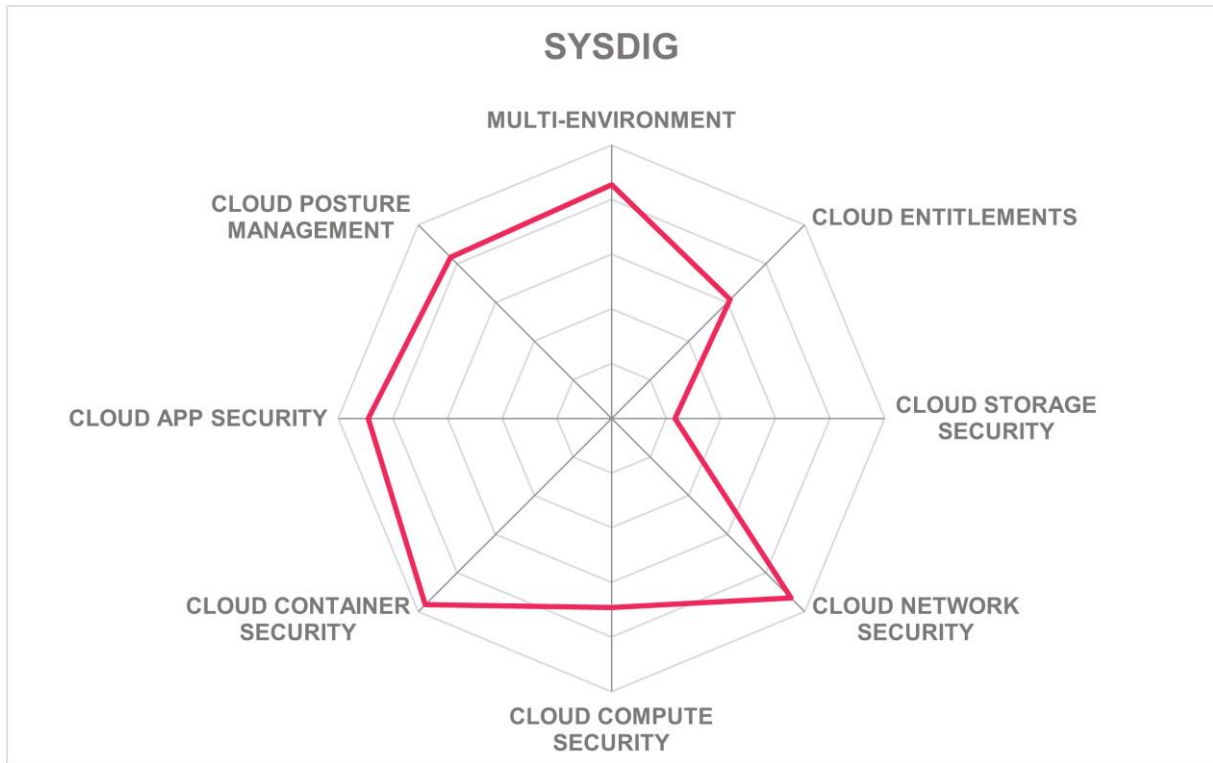 SYSDIG
MULTI-ENVIRONMENT
CLOUD ENTITLEMENTS
CLOUD STORAGE
SECURITY
CLOUD NETWORK
SECURITY
CLOUD COMPUTE
SECURITY
CLOUD CONTAINER
SECURITY
CLOUD APP SECURITY
CLOUD POSTURE
MANAGEMENT